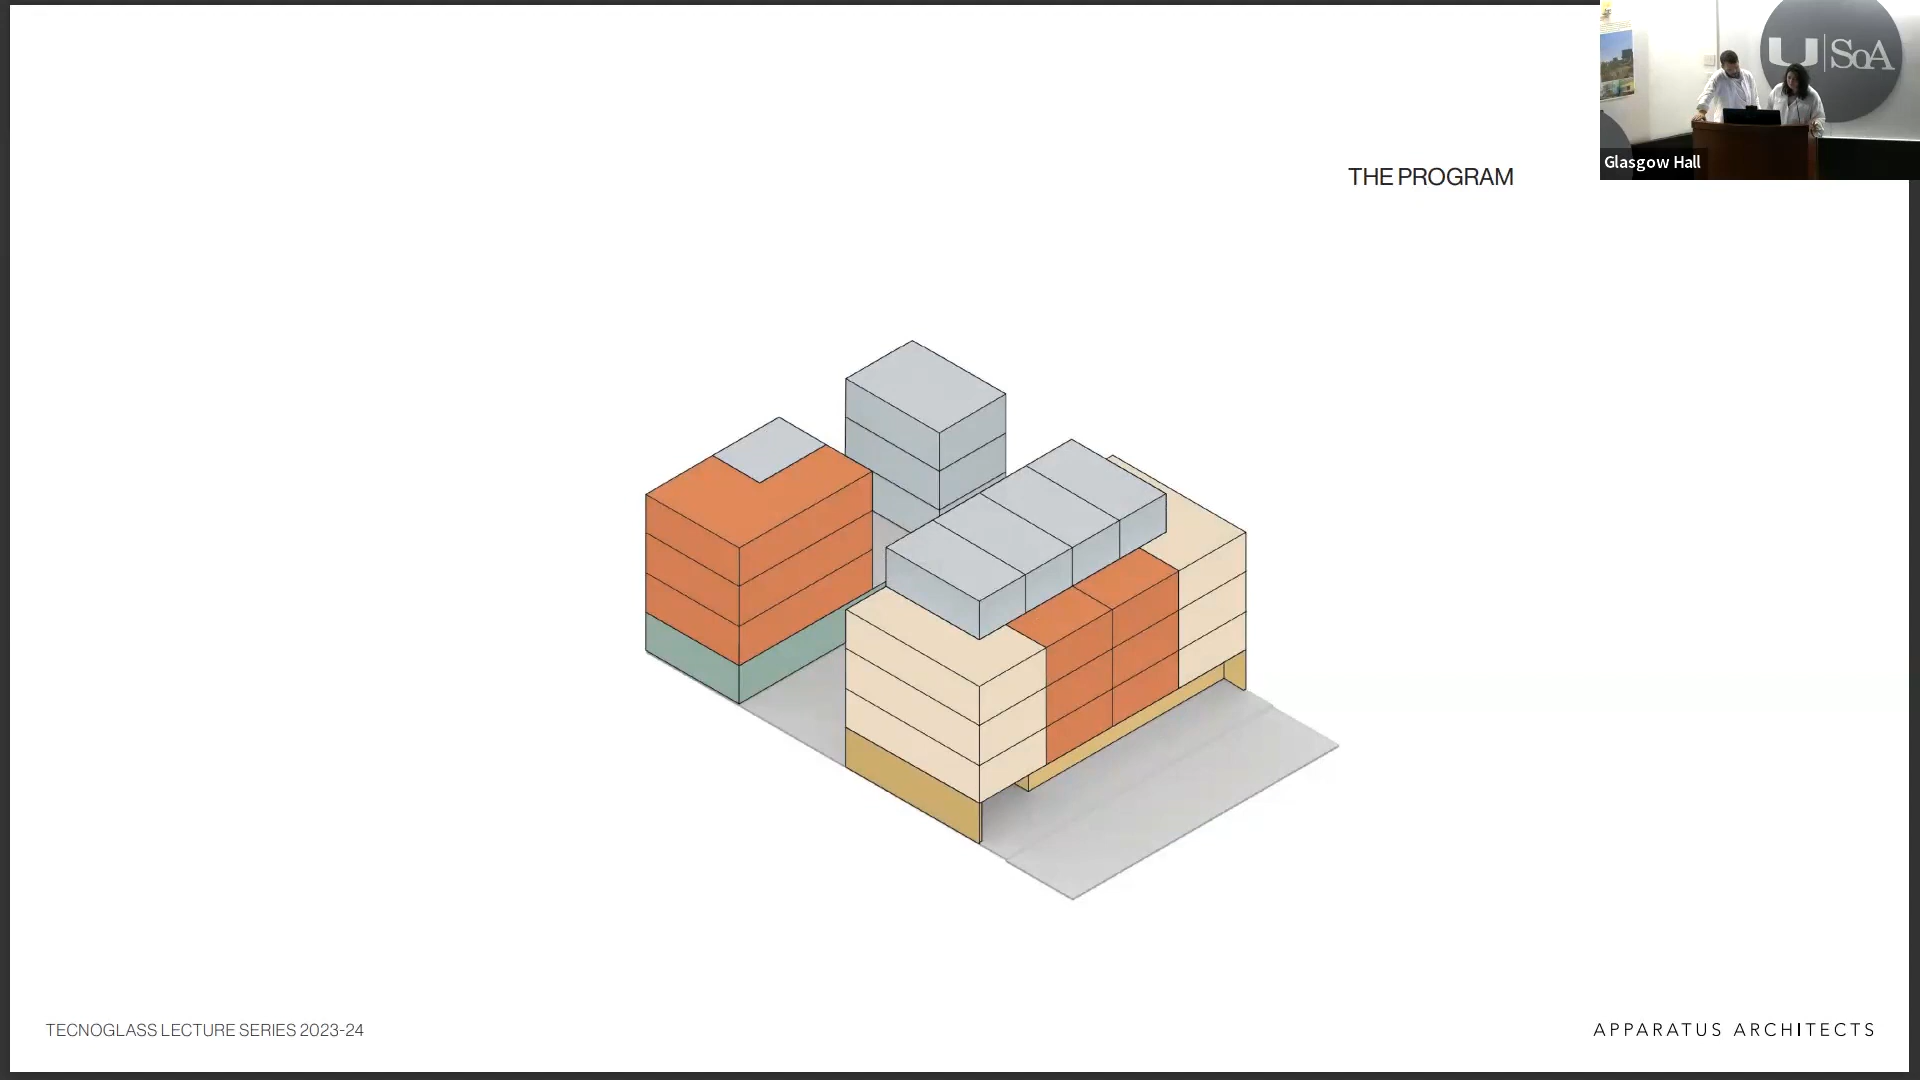 U SoA
Glasgow Hall
THE PROGRAM
TECNOGLASS LECTURE SERIES 2023-24
APPARATUS ARCHITECTS